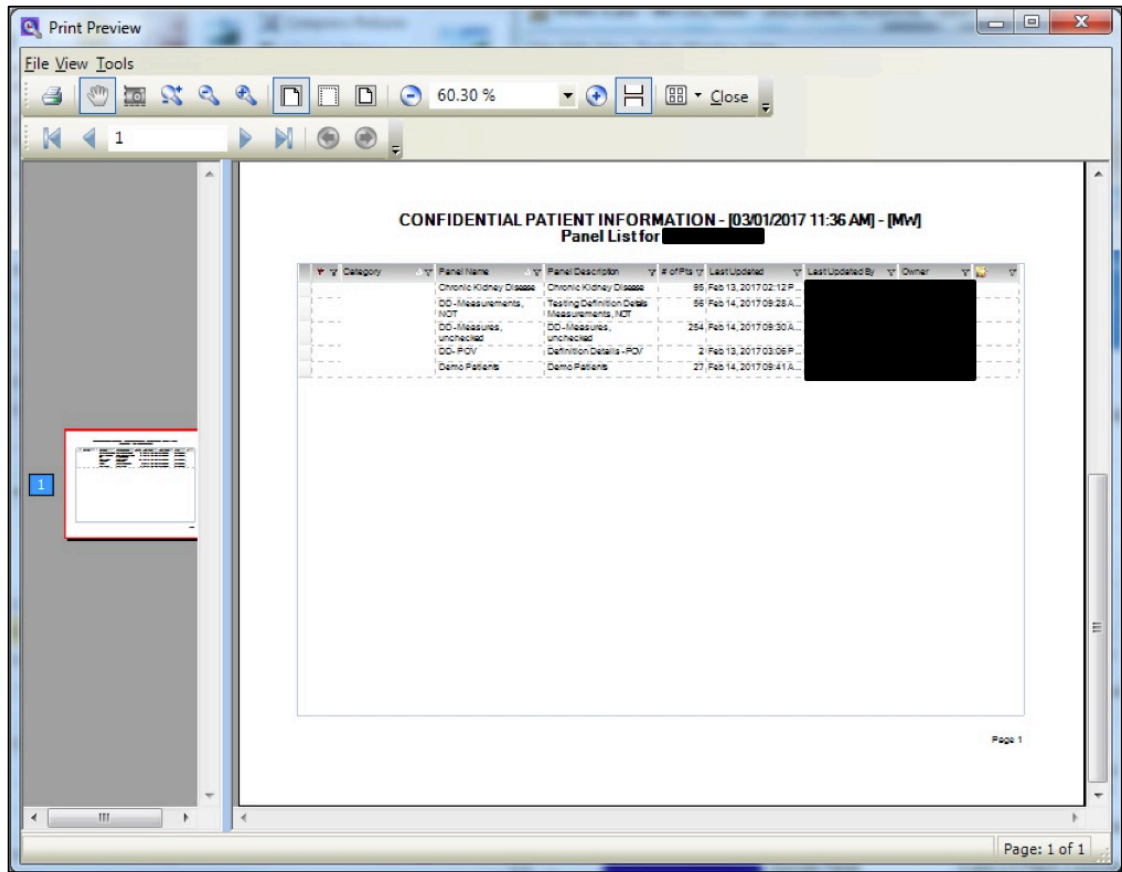 Print Preview
File View Tools
60.30 %
Close
1
CONFIDENTIAL PATIENT INFORMATION - [03/01/2017 11:36 AM] - [MW]
Panel List for
Category Panel Name Panel Description # of Pts Last Updated Last Updated By Owner
Chronic Kidney Disease Chronic Kidney Disease 95 Feb 13, 2017 02:12 P...
DD - Measurements, Testing Definition Details 56 Feb 14, 2017 09:28 A...
NOT Measurements, NOT
DD - Measures, DD - Measures, 254 Feb 14, 2017 09:30 A...
unchecked unchecked
DD - POV Definition Details - POV 2 Feb 13, 2017 03:06 P...
Demo Patients Demo Patients 27 Feb 14, 2017 09:41 A...
1
Page 1
Page: 1 of 1